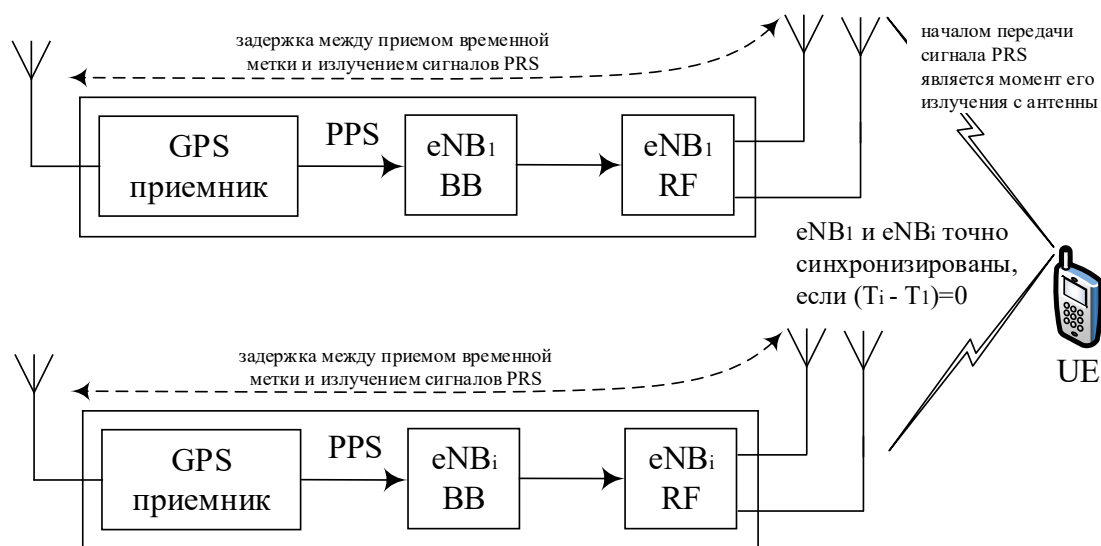 задержка между приемом временной
метки и излучением сигналов PRS
началом передачи
сигнала PRS
является момент его
излучения с антенны
GPS
приемник
PPS
eNB1
BB
eNB1
RF
eNB1 и eNBi точно
синхронизированы,
если (Ti - T1)=0
UE
задержка между приемом временной
метки и излучением сигналов PRS
GPS
приемник
PPS
eNBi
BB
eNBi
RF